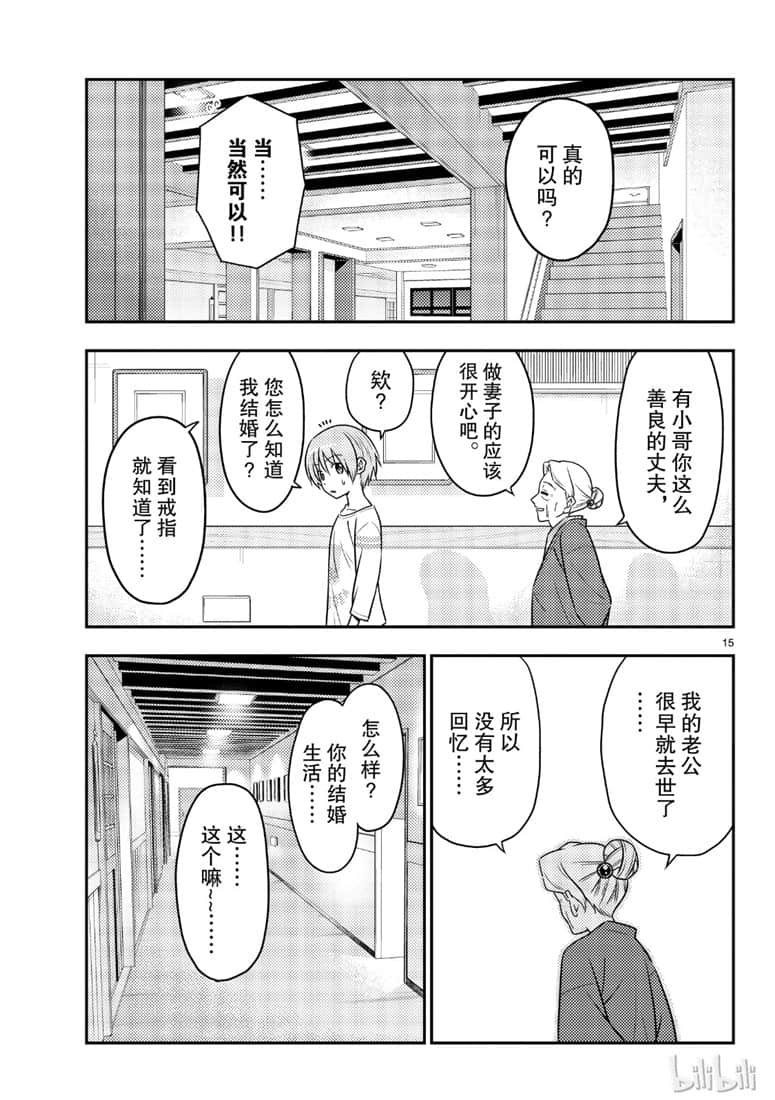 真的
可以吗？
当……
当然可以！！
有小哥你这么
善良的丈夫，
做妻子的应该
很开心吧。
欸？
您怎么知道
我结婚了？
看到戒指
就知道了……
15
我的老公
很早就去世了
……
所以
没有太多
回忆……
怎么样？
你的结婚
生活……
这……
这个嘛~……
bilibili